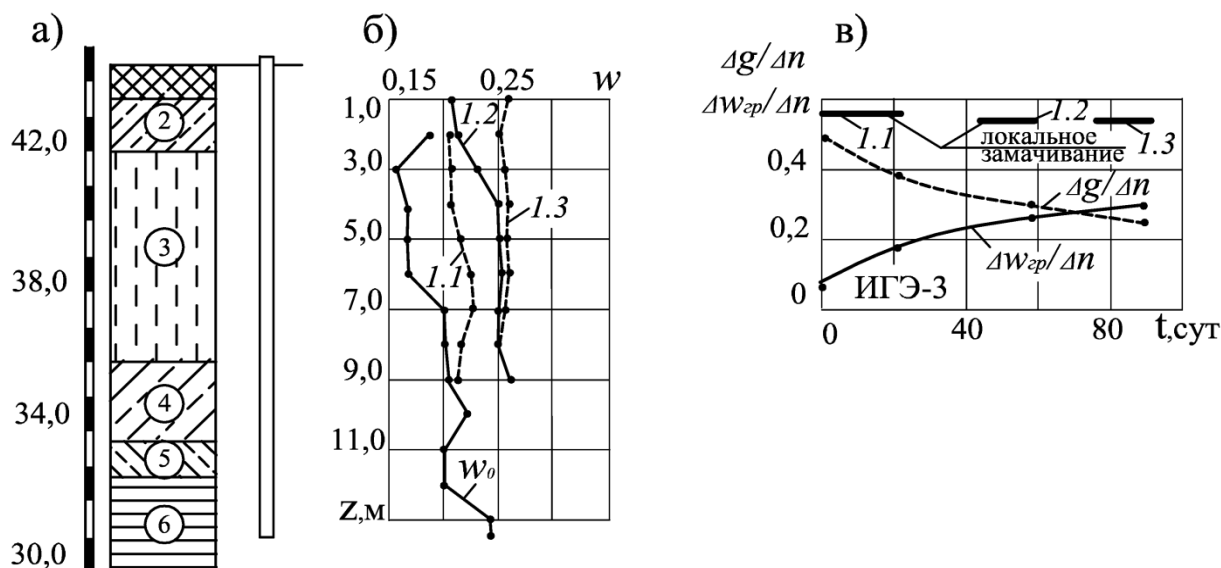 а)
42,0
38,0
34,0
30,0
2
3
4
5
6
б)
0,15 0,25 w
1,0
3,0
5,0
7,0
9,0
11,0
z,м
1.2
1.3
1.1
w₀
в)
Δg/Δn
Δwгр/Δn
0,4
0,2
0
1.1
1.2
1.3
локальное
замачивание
Δg/Δn
Δwгр/Δn
ИГЭ-3
0 40 80 t,сут